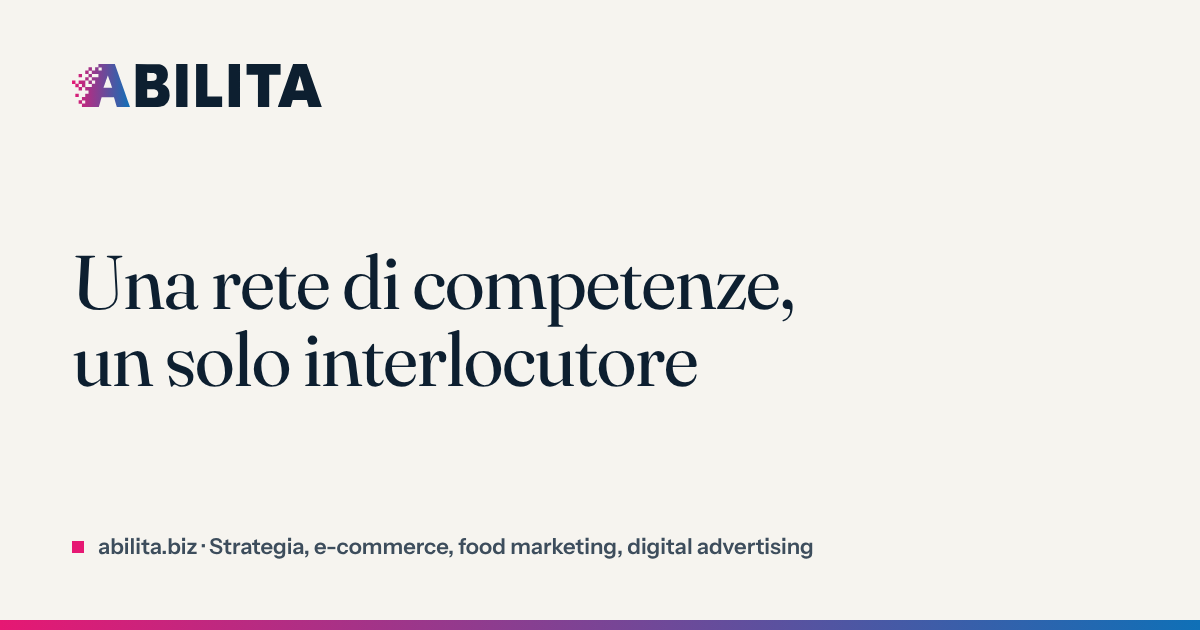 ABILITA
Una rete di competenze,
un solo interlocutore
abilita.biz · Strategia, e-commerce, food marketing, digital advertising